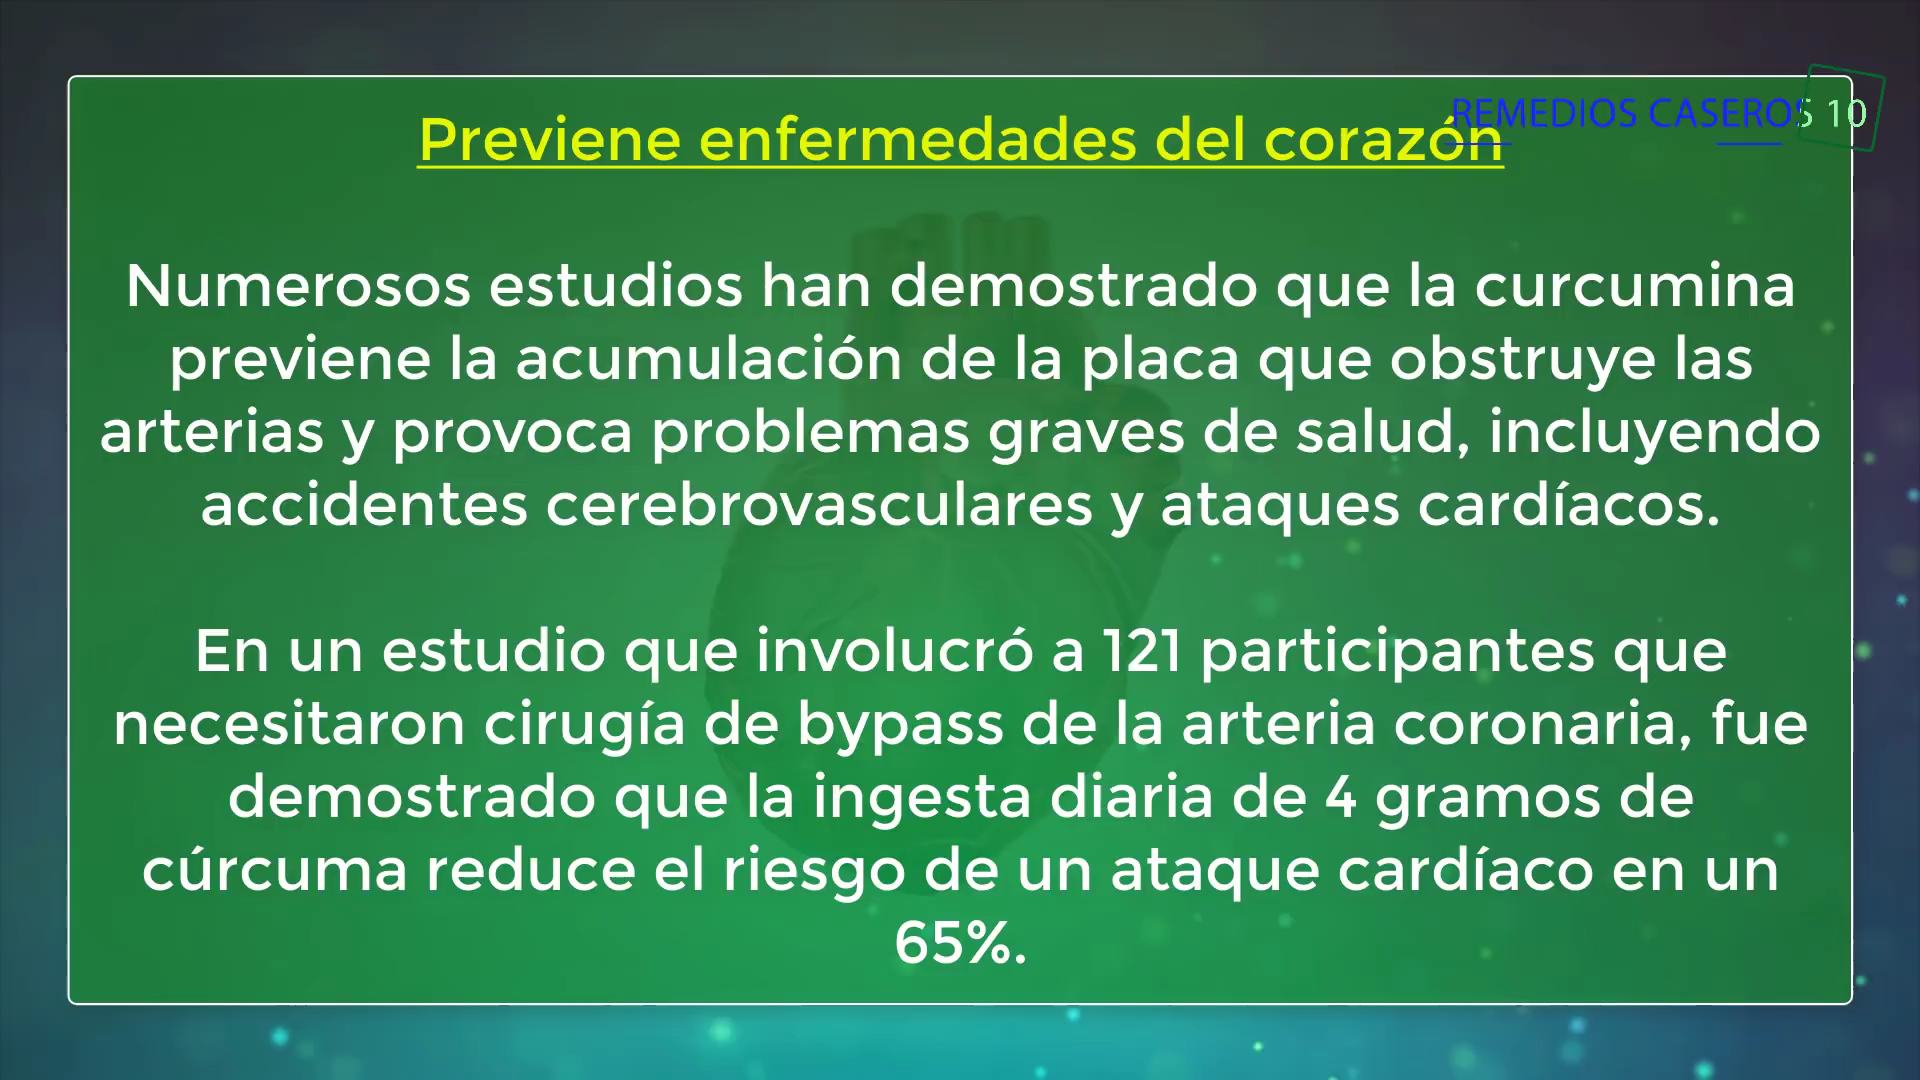 REMEDIOS CASEROS 10
Previene enfermedades del corazón
Numerosos estudios han demostrado que la curcumina
previene la acumulación de la placa que obstruye las
arterias y provoca problemas graves de salud, incluyendo
accidentes cerebrovasculares y ataques cardíacos.
En un estudio que involucró a 121 participantes que
necesitaron cirugía de bypass de la arteria coronaria, fue
demostrado que la ingesta diaria de 4 gramos de
cúrcuma reduce el riesgo de un ataque cardíaco en un
65%.